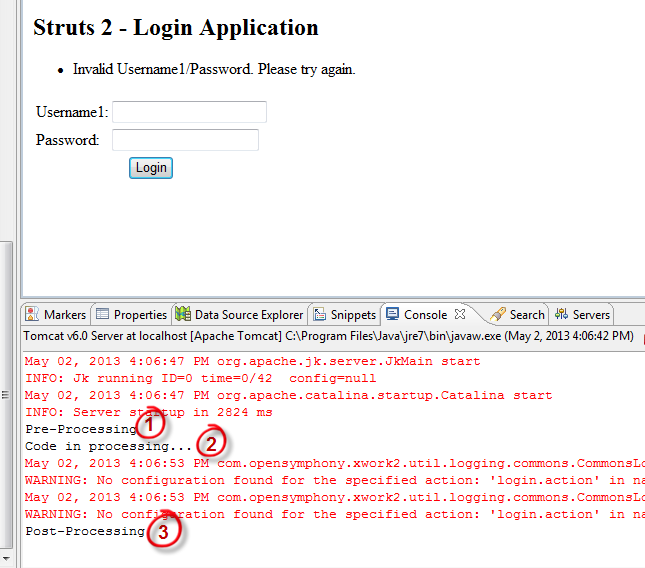 Struts 2 - Login Application
Invalid Username1/Password. Please try again.
Username1:
Password:
Login
Markers Properties Data Source Explorer Snippets Console Search Servers
Tomcat v6.0 Server at localhost [Apache Tomcat] C:\Program Files\Java\jre7\bin\javaw.exe (May 2, 2013 4:06:42 PM)
May 02, 2013 4:06:47 PM org.apache.jk.server.JkMain start
INFO: Jk running ID=0 time=0/42 config=null
May 02, 2013 4:06:47 PM org.apache.catalina.startup.Catalina start
INFO: Server startup in 2824 ms
Pre-Processing 1
Code in processing... 2
May 02, 2013 4:06:53 PM com.opensymphony.xwork2.util.logging.commons.CommonsLo
WARNING: No configuration found for the specified action: 'login.action' in na
May 02, 2013 4:06:53 PM com.opensymphony.xwork2.util.logging.commons.CommonsLo
WARNING: No configuration found for the specified action: 'login.action' in na
Post-Processing 3